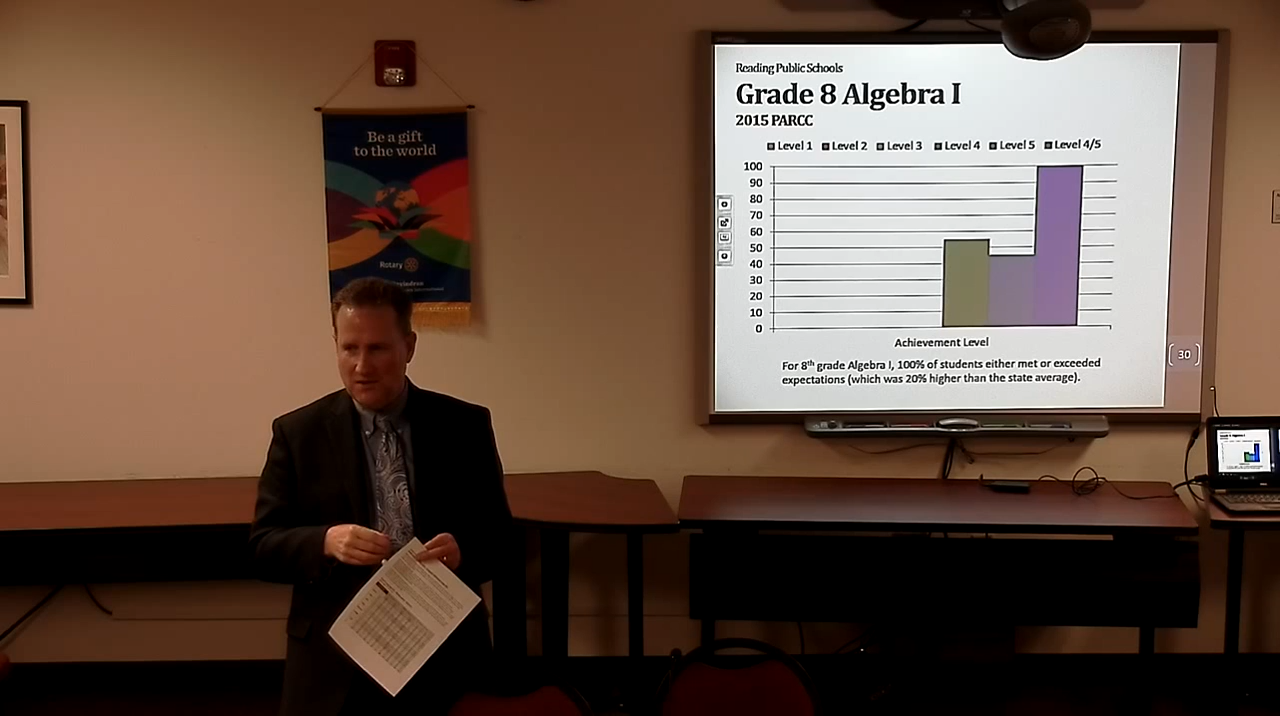 Be a gift
to the world
Rotary
Reading Public Schools
Grade 8 Algebra I
2015 PARCC
Level 1 Level 2 Level 3 Level 4 Level 5 Level 4/5
100
90
80
70
60
50
40
30
20
10
0
Achievement Level
For 8th grade Algebra I, 100% of students either met or exceeded
expectations (which was 20% higher than the state average).
30